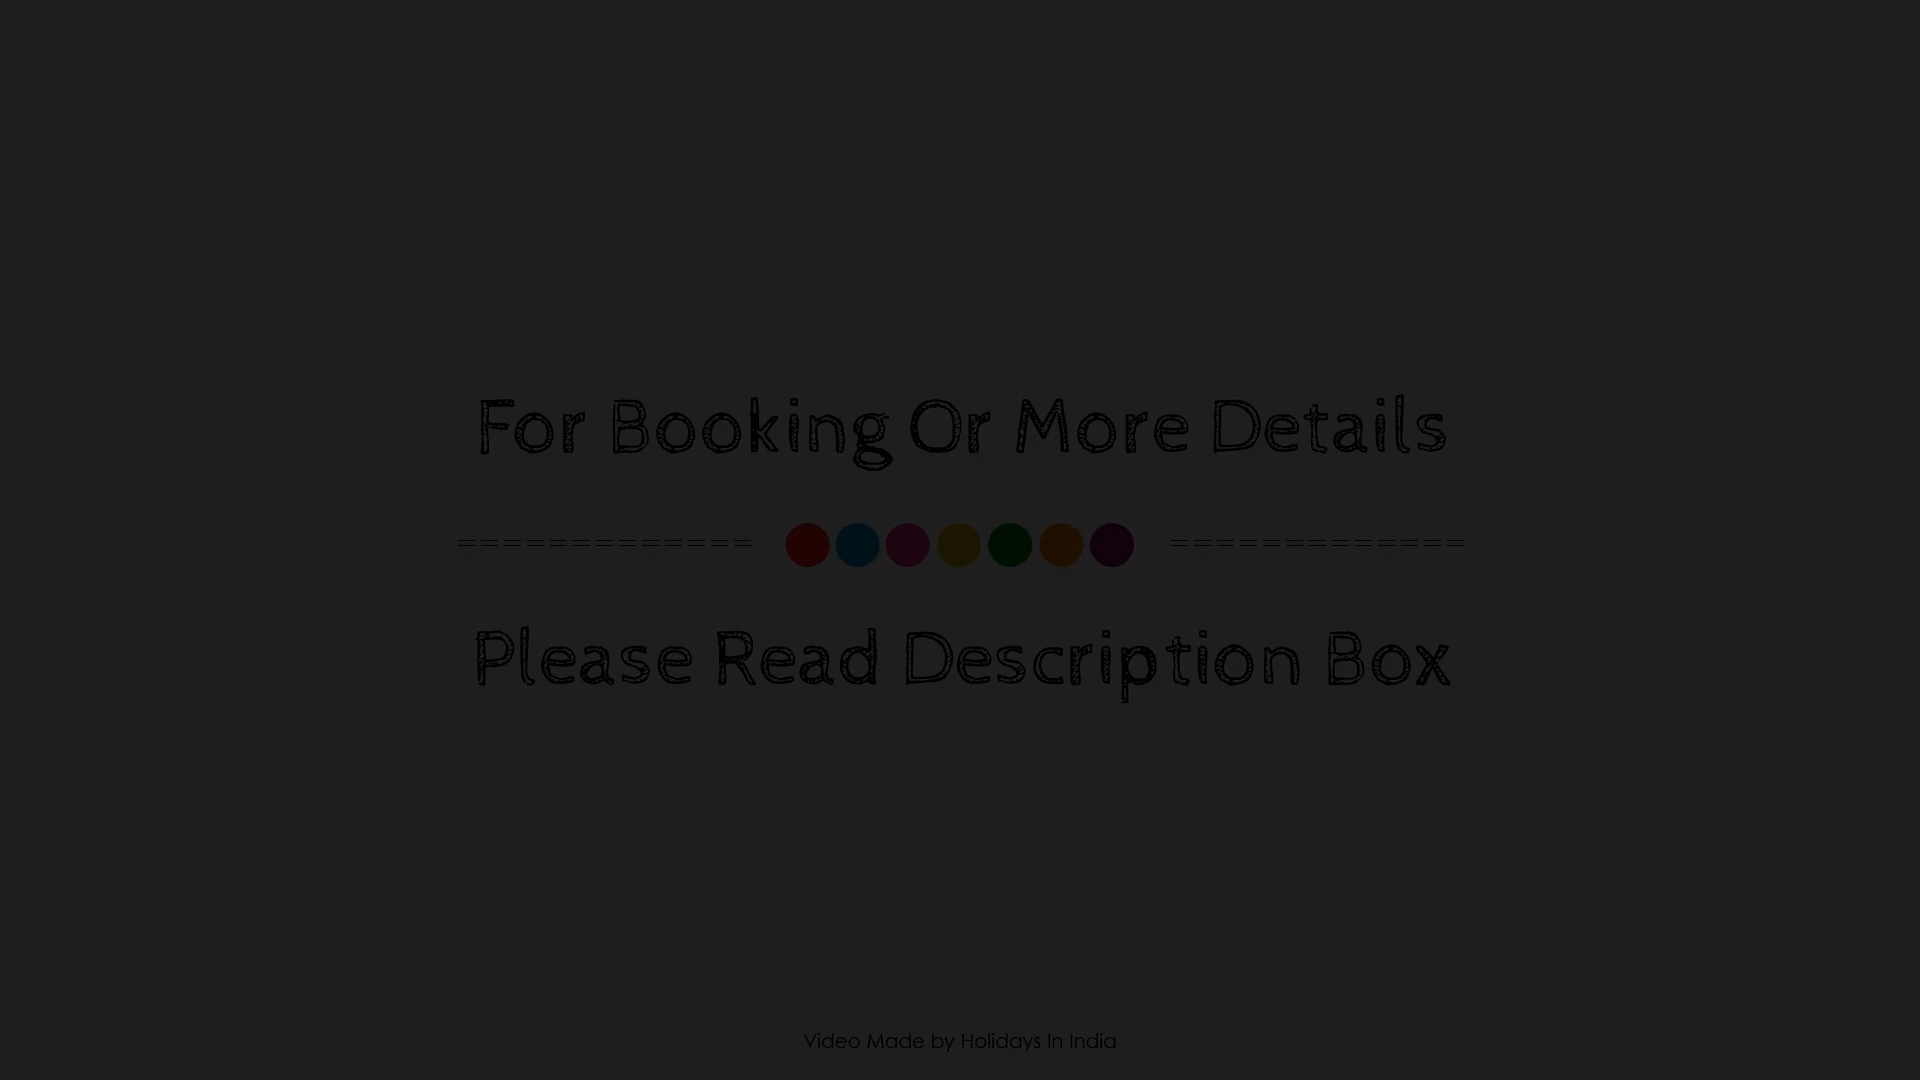 For Booking Or More Details
============= =============
Please Read Description Box
Video Made by Holidays In India